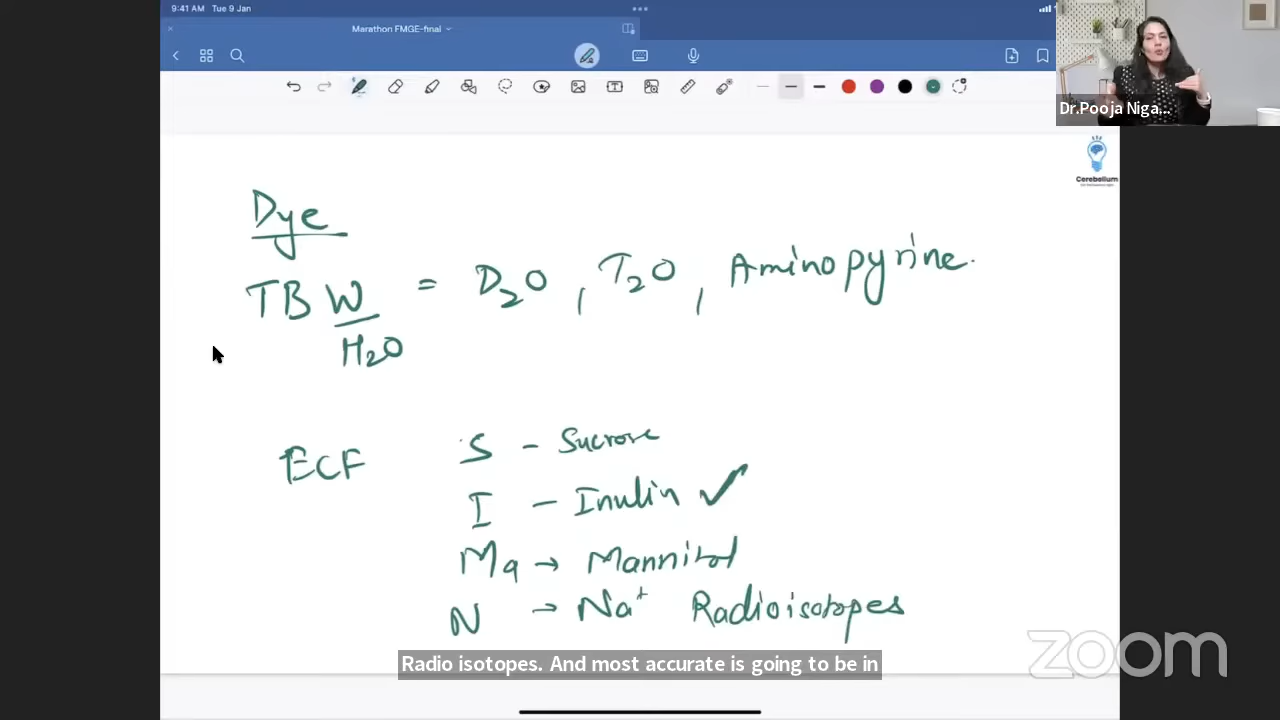 9:41 AM Tue 9 Jan
Marathon FMGE-final
Dr.Pooja Niga...
Cerebellum
Dye
TBW = D2O, T2O, Aminopyrine.
H2O
ECF S - Sucrose
I - Inulin ✓
Ma → Mannitol
N → Na+ Radioisotopes
Radio isotopes. And most accurate is going to be in
zoom